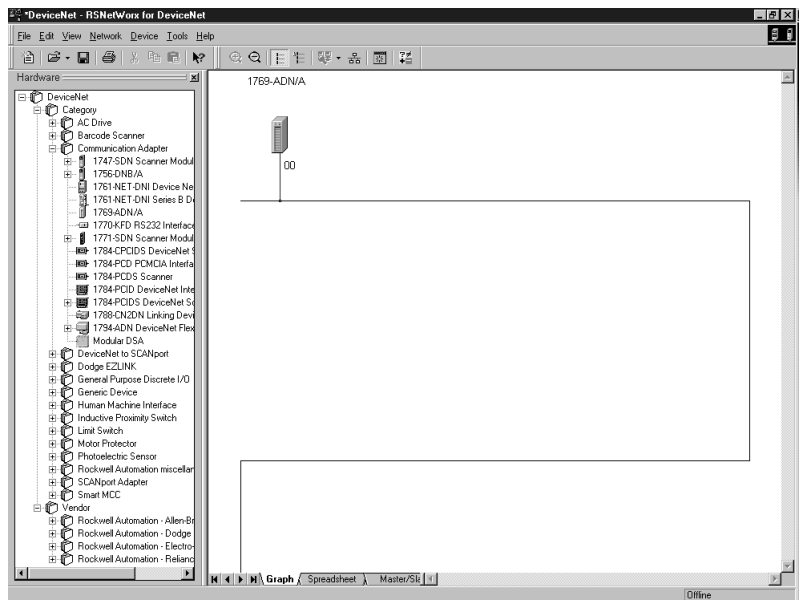 *DeviceNet - RSNetWorx for DeviceNet
File Edit View Network Device Tools Help
Hardware
DeviceNet
Category
AC Drive
Barcode Scanner
Communication Adapter
1747-SDN Scanner Modul
1756-DNB/A
1761-NET-DNI Device Ne
1761-NET-DNI Series B De
1769-ADN/A
1770-KFD RS232 Interface
1771-SDN Scanner Modul
1784-CPCIDS DeviceNet S
1784-PCD PCMCIA Interfa
1784-PCDS Scanner
1784-PCID DeviceNet Inte
1784-PCIDS DeviceNet Sc
1788-CN2DN Linking Devi
1794-ADN DeviceNet Flex
Modular DSA
DeviceNet to SCANport
Dodge EZLINK
General Purpose Discrete I/O
Generic Device
Human Machine Interface
Inductive Proximity Switch
Limit Switch
Motor Protector
Photoelectric Sensor
Rockwell Automation miscellan
SCANport Adapter
Smart MCC
Vendor
Rockwell Automation - Allen-Br
Rockwell Automation - Dodge
Rockwell Automation - Electro-
Rockwell Automation - Relianc
1769-ADN/A
00
Graph Spreadsheet Master/Sla
Offline